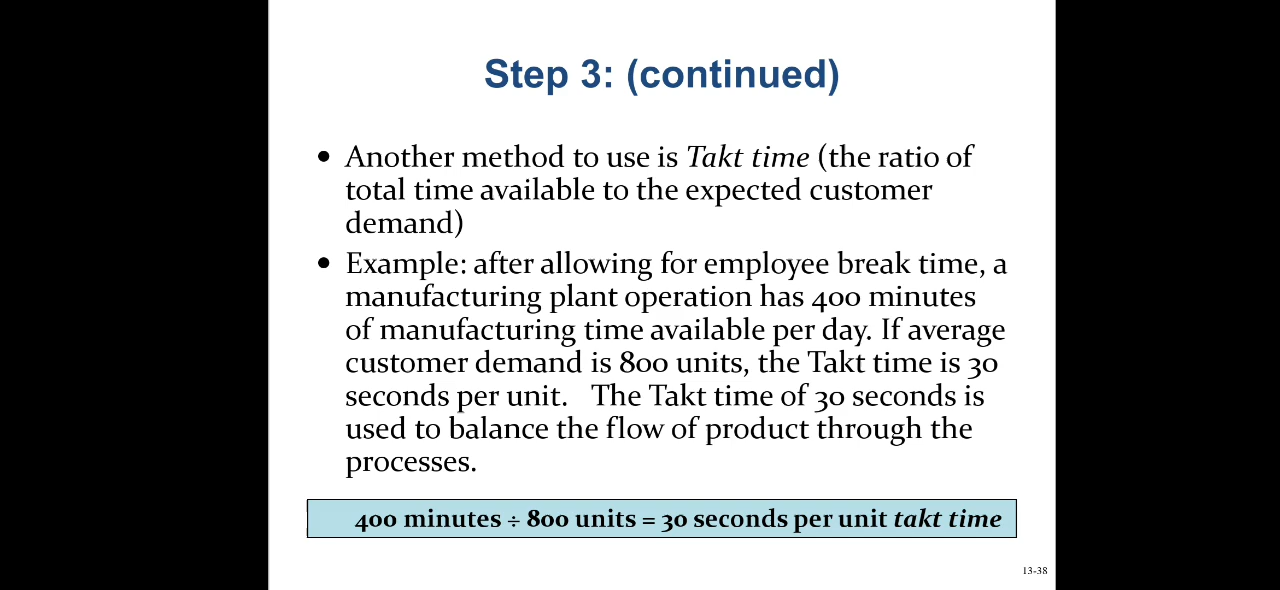 Step 3: (continued)
• Another method to use is Takt time (the ratio of
total time available to the expected customer
demand)
• Example: after allowing for employee break time, a
manufacturing plant operation has 400 minutes
of manufacturing time available per day. If average
customer demand is 800 units, the Takt time is 30
seconds per unit. The Takt time of 30 seconds is
used to balance the flow of product through the
processes.
400 minutes ÷ 800 units = 30 seconds per unit takt time
13-38